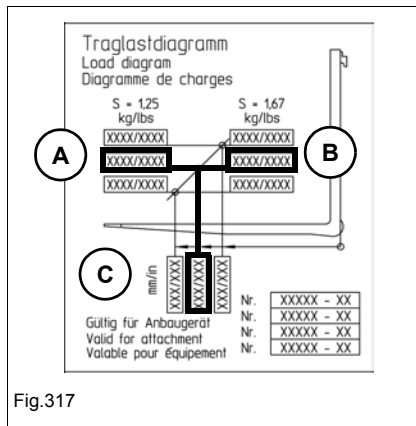 Traglastdiagramm
Load diagram
Diagramme de charges
S = 1,25 S = 1,67
kg/lbs kg/lbs
XXXX/XXXX XXXX/XXXX
A XXXX/XXXX XXXX/XXXX B
XXXX/XXXX XXXX/XXXX
C mm/in XXX/XXX XXX/XXX XXX/XXX
Gültig für Anbaugerät
Valid for attachment
Valable pour équipement
Nr. XXXXX - XX
Nr. XXXXX - XX
Nr. XXXXX - XX
Nr. XXXXX - XX
Fig.317